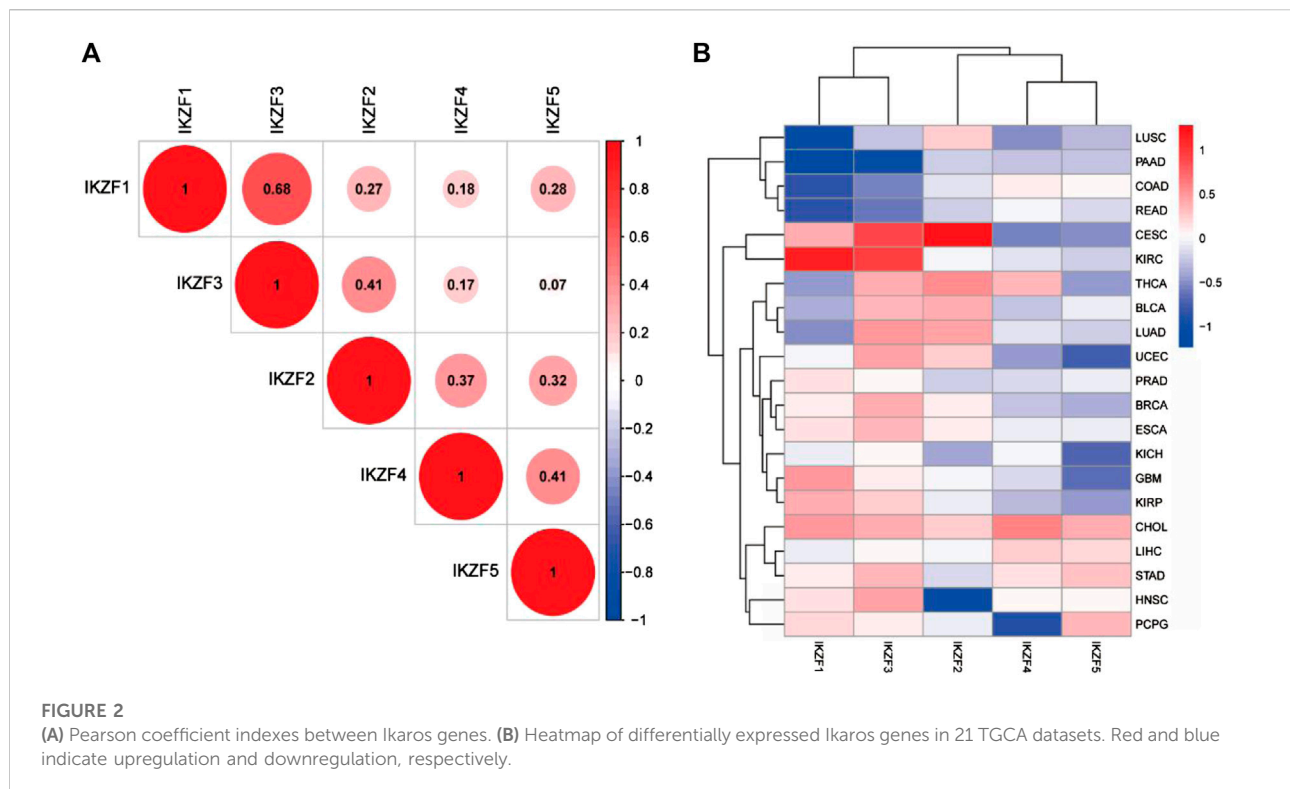 A
IKZF1 IKZF3 IKZF2 IKZF4 IKZF5
IKZF1 1 0.68 0.27 0.18 0.28
IKZF3 1 0.41 0.17 0.07
IKZF2 1 0.37 0.32
IKZF4 1 0.41
IKZF5 1
1
0.8
0.6
0.4
0.2
0
−0.2
−0.4
−0.6
−0.8
−1
B
LUSC
PAAD
COAD
READ
CESC
KIRC
THCA
BLCA
LUAD
UCEC
PRAD
BRCA
ESCA
KICH
GBM
KIRP
CHOL
LIHC
STAD
HNSC
PCPG
IKZF1 IKZF3 IKZF2 IKZF4 IKZF5
1
0.5
0
−0.5
−1
FIGURE 2
(A) Pearson coefficient indexes between Ikaros genes. (B) Heatmap of differentially expressed Ikaros genes in 21 TGCA datasets. Red and blue
indicate upregulation and downregulation, respectively.